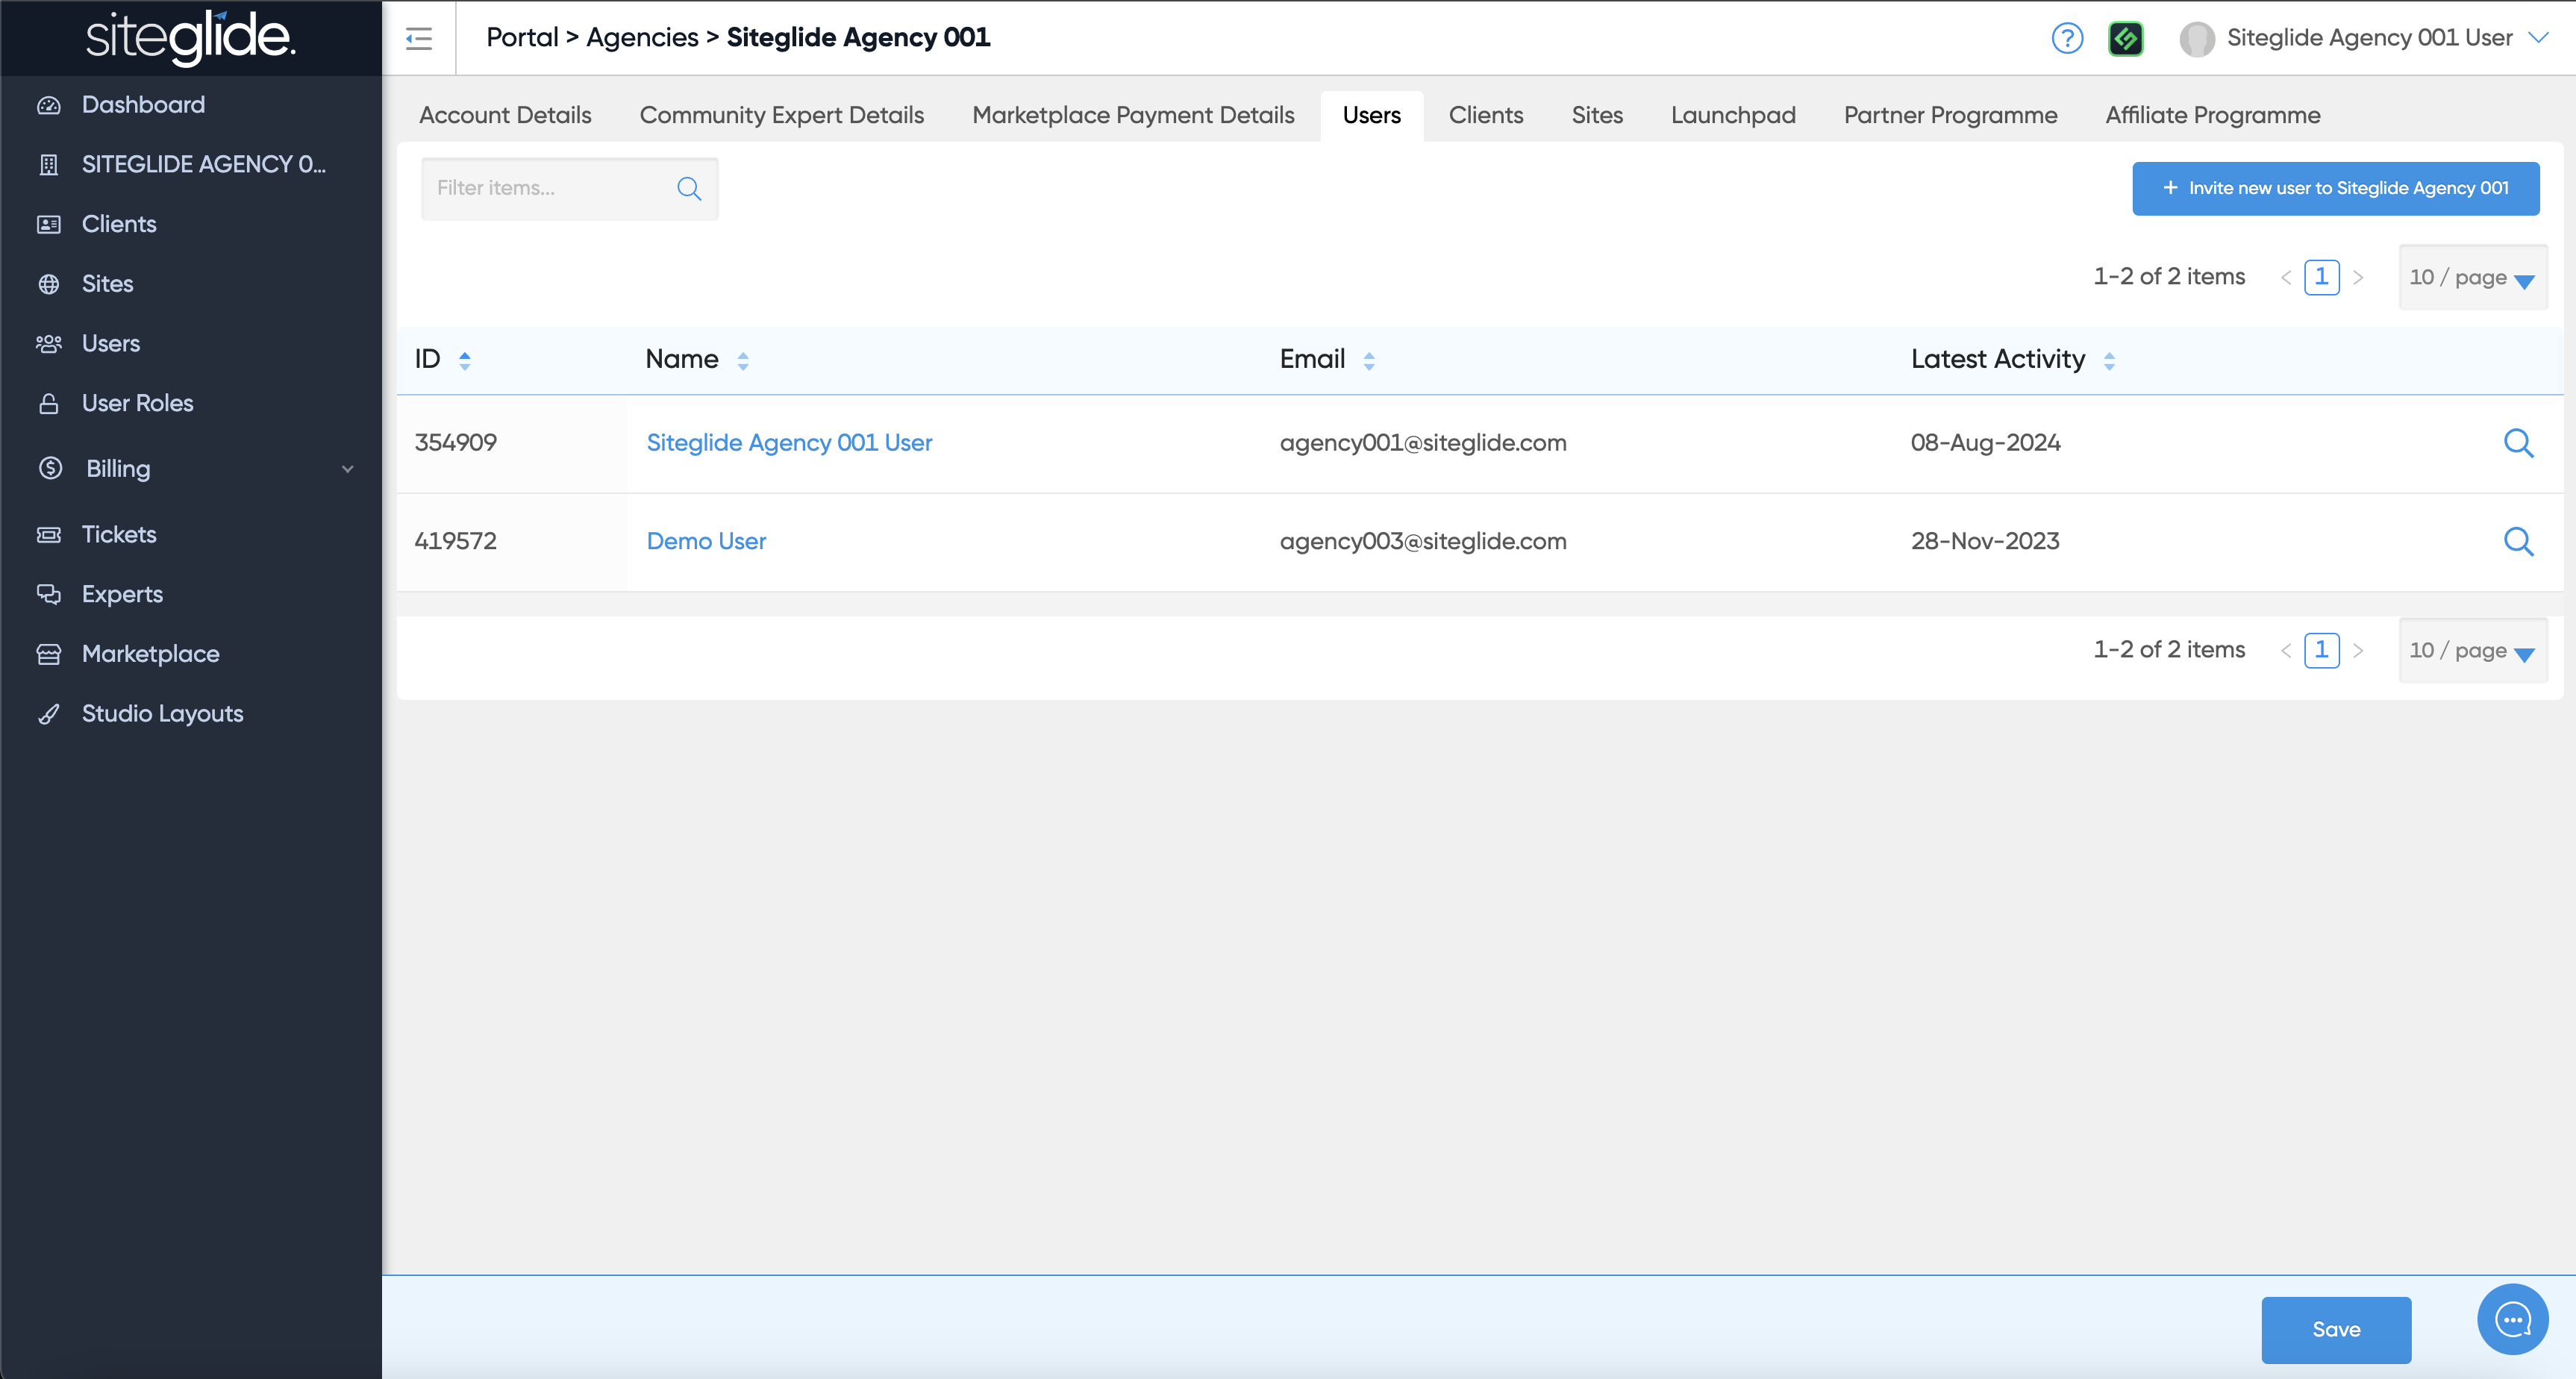 siteglide.
Portal > Agencies > Siteglide Agency 001
?
Siteglide Agency 001 User
Dashboard
SITEGLIDE AGENCY 0...
Clients
Sites
Users
User Roles
Billing
Tickets
Experts
Marketplace
Studio Layouts
Account Details Community Expert Details Marketplace Payment Details Users Clients Sites Launchpad Partner Programme Affiliate Programme
Filter items...
+ Invite new user to Siteglide Agency 001
1-2 of 2 items < 1 > 10 / page
ID Name Email Latest Activity
354909 Siteglide Agency 001 User agency001@siteglide.com 08-Aug-2024
419572 Demo User agency003@siteglide.com 28-Nov-2023
1-2 of 2 items < 1 > 10 / page
Save